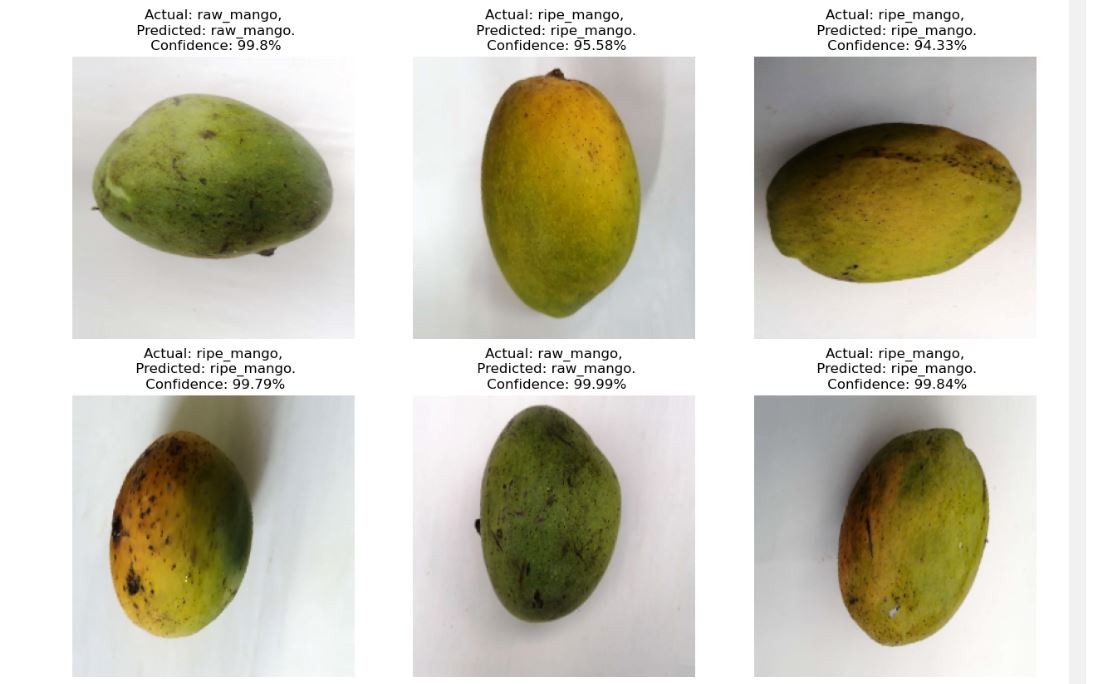 Actual: raw_mango,
Predicted: raw_mango.
Confidence: 99.8%
Actual: ripe_mango,
Predicted: ripe_mango.
Confidence: 95.58%
Actual: ripe_mango,
Predicted: ripe_mango.
Confidence: 94.33%
Actual: ripe_mango,
Predicted: ripe_mango.
Confidence: 99.79%
Actual: raw_mango,
Predicted: raw_mango.
Confidence: 99.99%
Actual: ripe_mango,
Predicted: ripe_mango.
Confidence: 99.84%